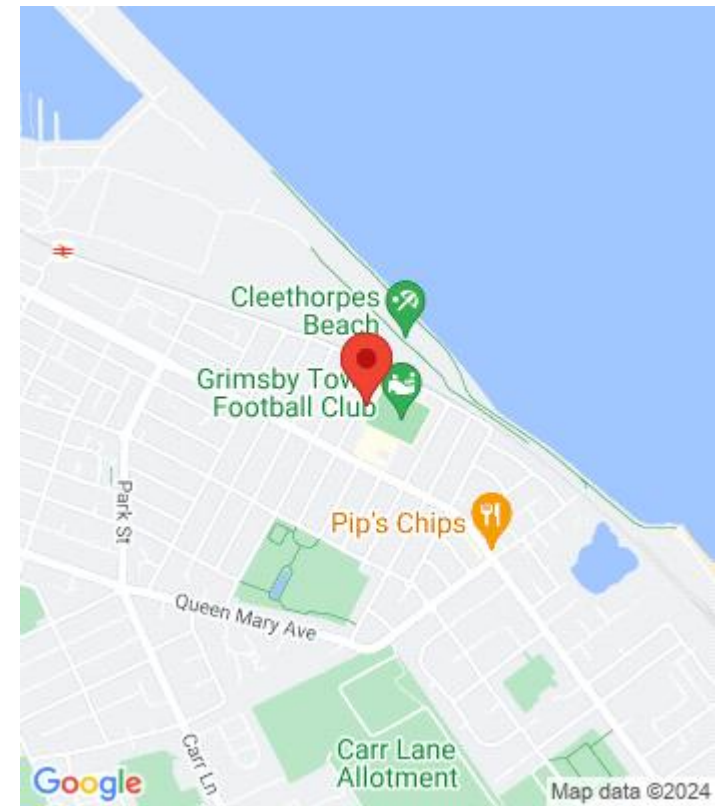 Cleethorpes
Beach
Grimsby Town
Football Club
Pip's Chips
Park St
Queen Mary Ave
Carr Ln
Carr Lane
Allotment
Google
Map data ©2024